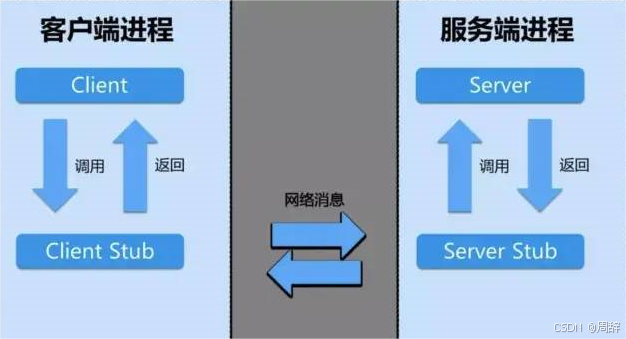 客户端进程
服务端进程
Client
Server
调用
返回
调用
返回
网络消息
Client Stub
Server Stub
CSDN @周辞